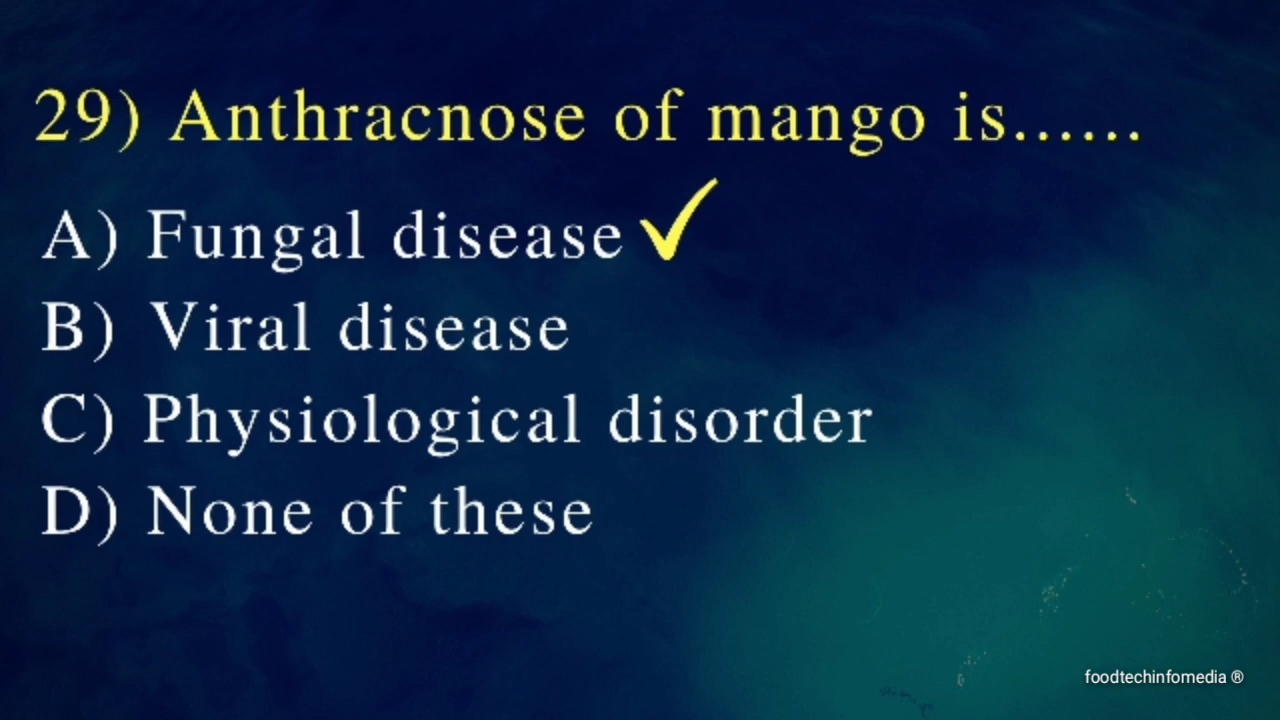 29) Anthracnose of mango is......
A) Fungal disease
B) Viral disease
C) Physiological disorder
D) None of these
foodtechinfomedia ®